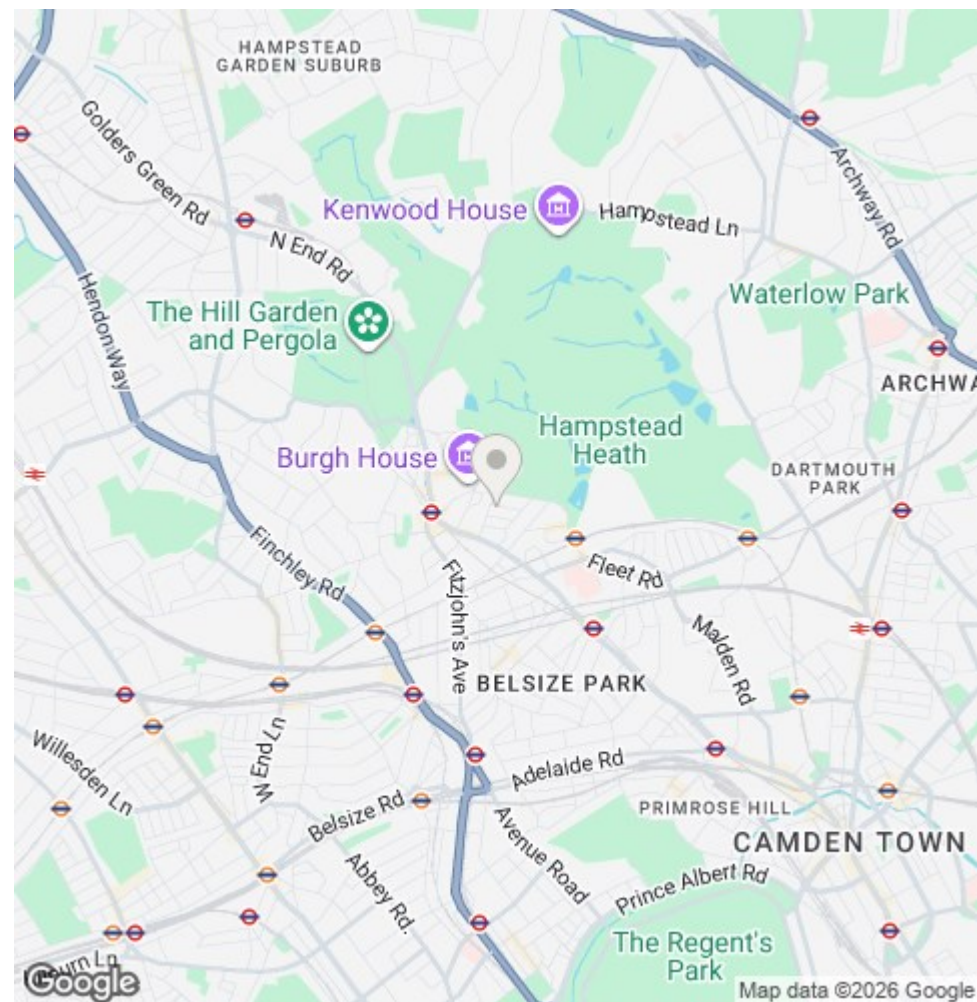 HAMPSTEAD
GARDEN SUBURB
Golders Green Rd
N End Rd
Kenwood House
Hampstead Ln
Archway Rd
Hendon Way
The Hill Garden
and Pergola
Waterlow Park
ARCHWA
Burgh House
Hampstead
Heath
DARTMOUTH
PARK
Finchley Rd
Fitzjohn's Ave
Fleet Rd
Malden Rd
BELSIZE PARK
Willesden Ln
W End Ln
Adelaide Rd
Belsize Rd
PRIMROSE HILL
Avenue Road
CAMDEN TOWN
Abbey Rd.
Prince Albert Rd
The Regent's
Park
Google
Map data ©2026 Google